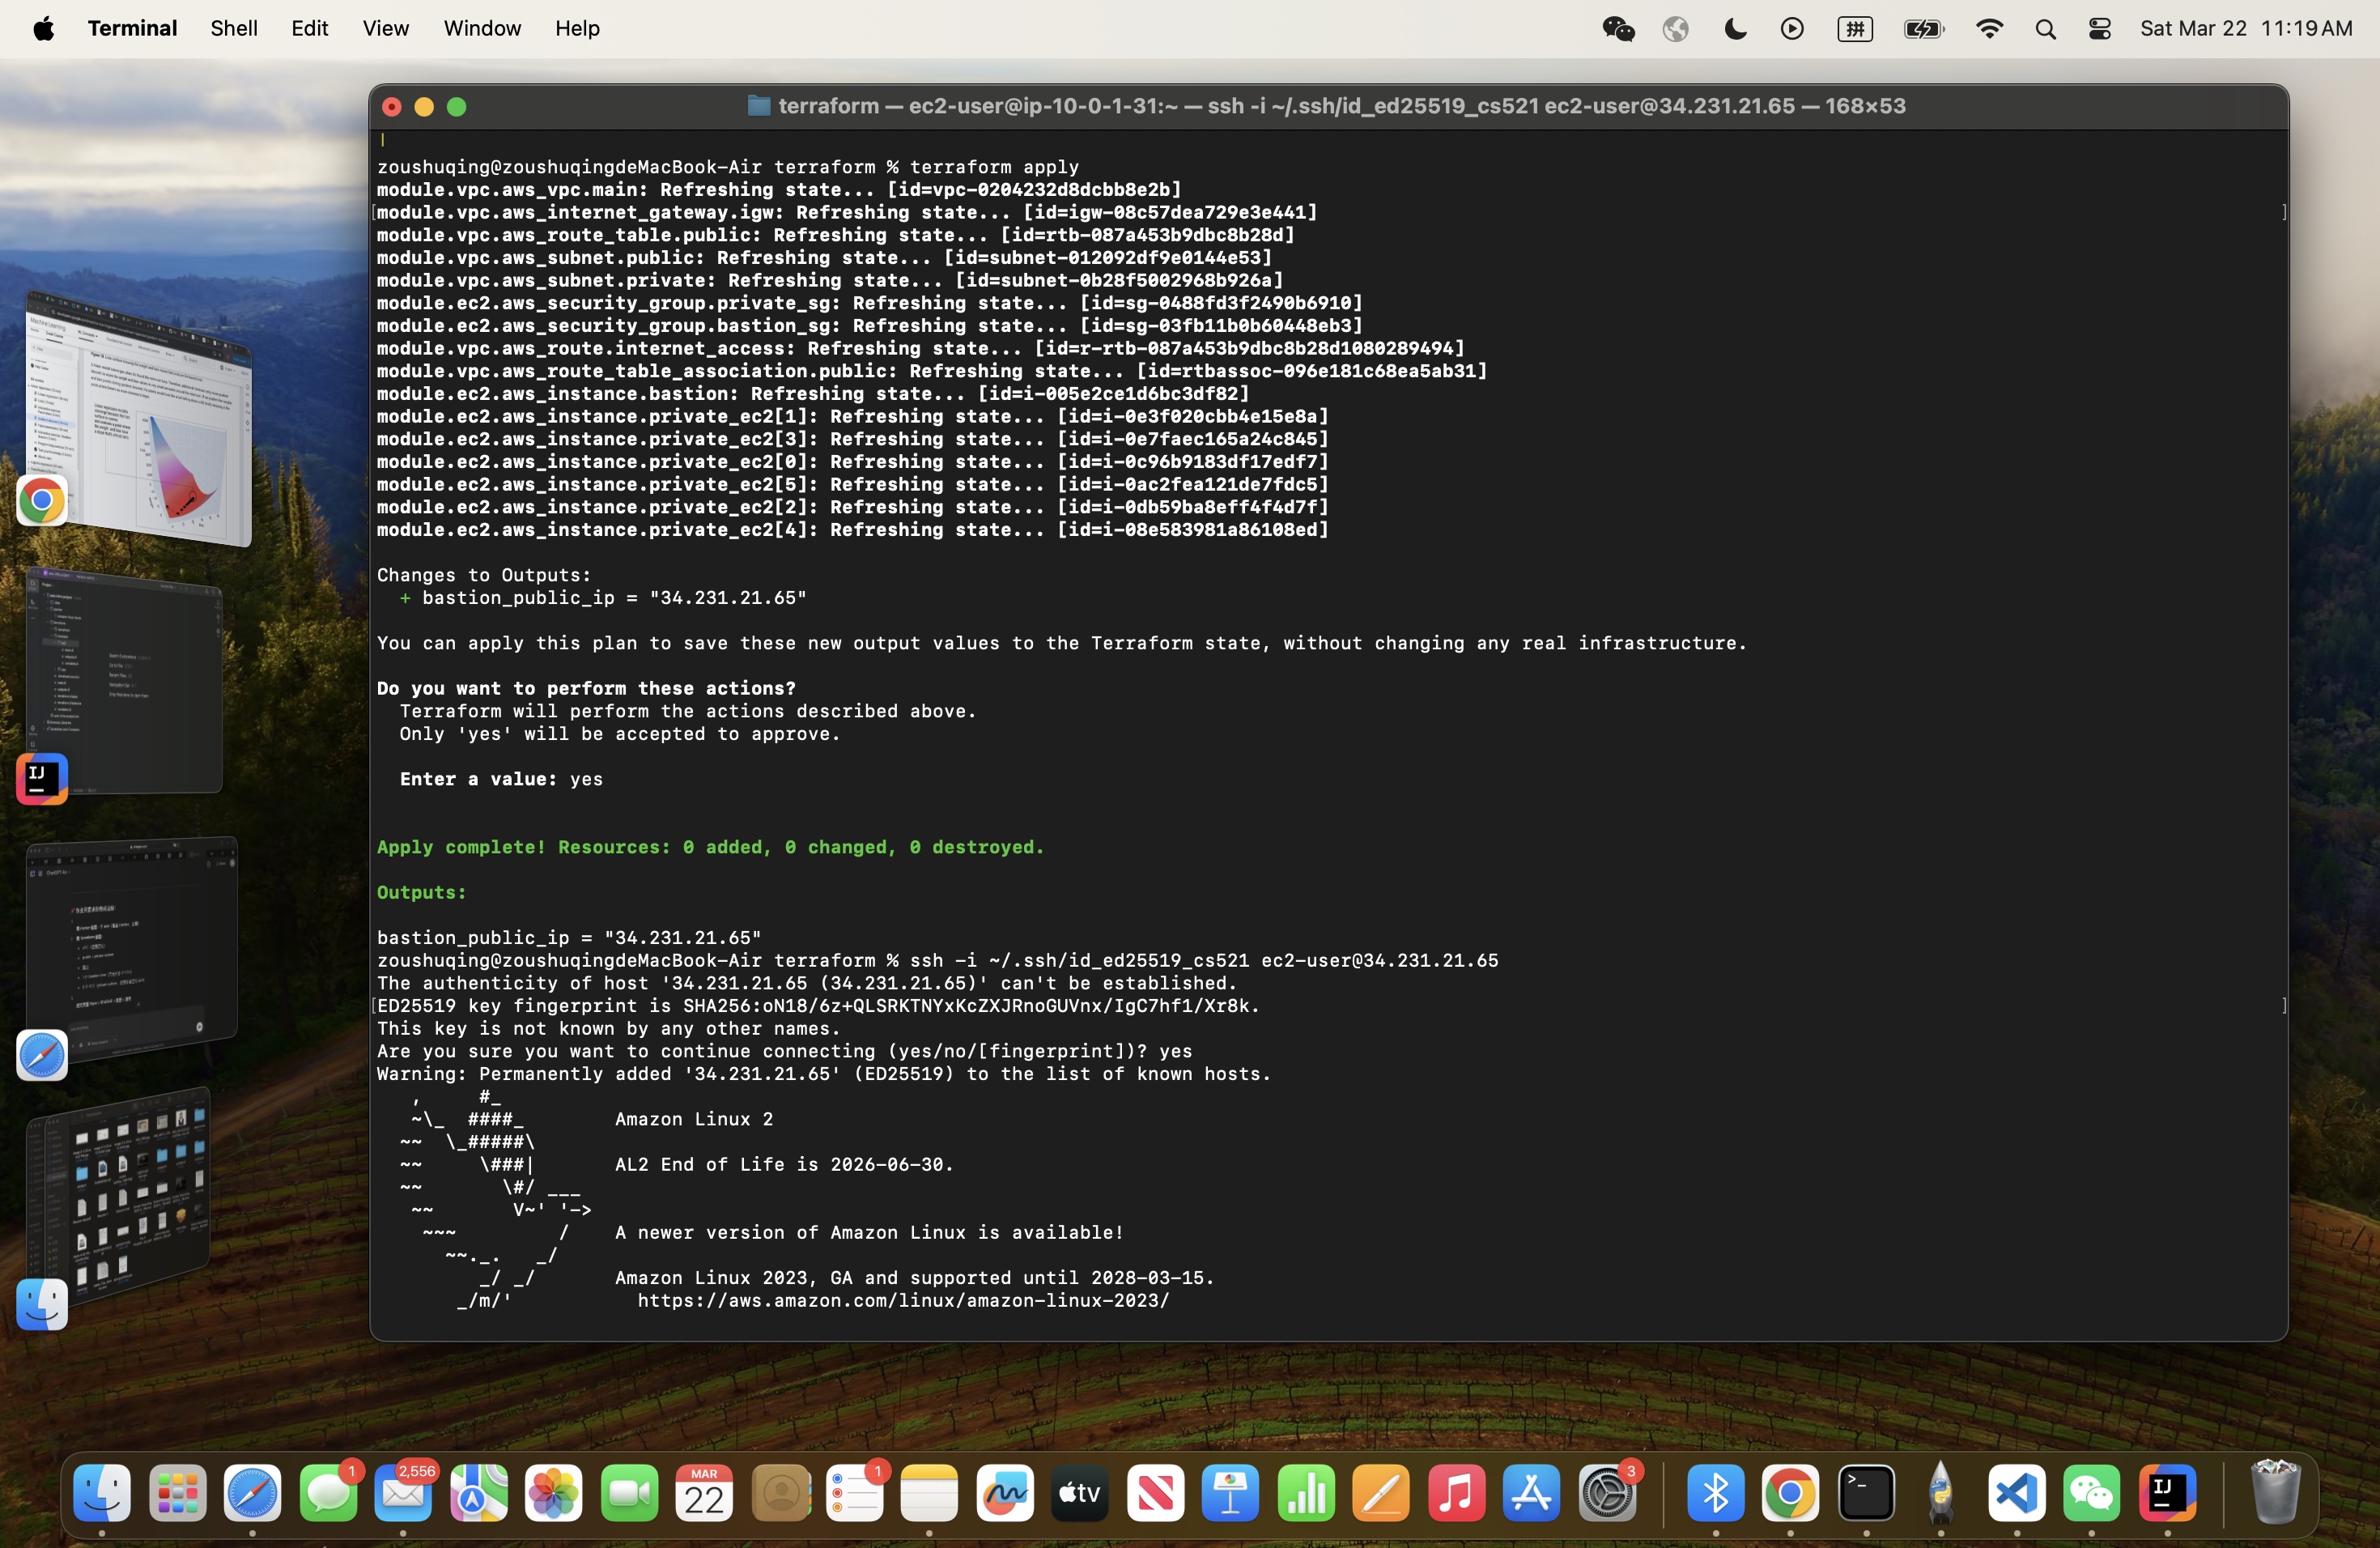 Terminal Shell Edit View Window Help 拼 Sat Mar 22 11:19 AM
terraform — ec2-user@ip-10-0-1-31:~ — ssh -i ~/.ssh/id_ed25519_cs521 ec2-user@34.231.21.65 — 168×53
zoushuqing@zoushuqingdeMacBook-Air terraform % terraform apply
module.vpc.aws_vpc.main: Refreshing state... [id=vpc-0204232d8dcbb8e2b]
[module.vpc.aws_internet_gateway.igw: Refreshing state... [id=igw-08c57dea729e3e441] ]
module.vpc.aws_route_table.public: Refreshing state... [id=rtb-087a453b9dbc8b28d]
module.vpc.aws_subnet.public: Refreshing state... [id=subnet-012092df9e0144e53]
module.vpc.aws_subnet.private: Refreshing state... [id=subnet-0b28f5002968b926a]
module.ec2.aws_security_group.private_sg: Refreshing state... [id=sg-0488fd3f2490b6910]
module.ec2.aws_security_group.bastion_sg: Refreshing state... [id=sg-03fb11b0b60448eb3]
module.vpc.aws_route.internet_access: Refreshing state... [id=r-rtb-087a453b9dbc8b28d1080289494]
module.vpc.aws_route_table_association.public: Refreshing state... [id=rtbassoc-096e181c68ea5ab31]
module.ec2.aws_instance.bastion: Refreshing state... [id=i-005e2ce1d6bc3df82]
module.ec2.aws_instance.private_ec2[1]: Refreshing state... [id=i-0e3f020cbb4e15e8a]
module.ec2.aws_instance.private_ec2[3]: Refreshing state... [id=i-0e7faec165a24c845]
module.ec2.aws_instance.private_ec2[0]: Refreshing state... [id=i-0c96b9183df17edf7]
module.ec2.aws_instance.private_ec2[5]: Refreshing state... [id=i-0ac2fea121de7fdc5]
module.ec2.aws_instance.private_ec2[2]: Refreshing state... [id=i-0db59ba8eff4f4d7f]
module.ec2.aws_instance.private_ec2[4]: Refreshing state... [id=i-08e583981a86108ed]
Changes to Outputs:
+ bastion_public_ip = "34.231.21.65"
You can apply this plan to save these new output values to the Terraform state, without changing any real infrastructure.
Do you want to perform these actions?
Terraform will perform the actions described above.
Only 'yes' will be accepted to approve.
Enter a value: yes
Apply complete! Resources: 0 added, 0 changed, 0 destroyed.
Outputs:
bastion_public_ip = "34.231.21.65"
zoushuqing@zoushuqingdeMacBook-Air terraform % ssh -i ~/.ssh/id_ed25519_cs521 ec2-user@34.231.21.65
The authenticity of host '34.231.21.65 (34.231.21.65)' can't be established.
[ED25519 key fingerprint is SHA256:oN18/6z+QLSRKTNYxKcZXJRnoGUVnx/IgC7hf1/Xr8k. ]
This key is not known by any other names.
Are you sure you want to continue connecting (yes/no/[fingerprint])? yes
Warning: Permanently added '34.231.21.65' (ED25519) to the list of known hosts.
   ,     #_
   ~\_  ####_        Amazon Linux 2
  ~~  \_#####\
  ~~     \###|       AL2 End of Life is 2026-06-30.
  ~~       \#/ ___
   ~~       V~' '->
    ~~~         /    A newer version of Amazon Linux is available!
      ~~._.   _/
         _/ _/       Amazon Linux 2023, GA and supported until 2028-03-15.
       _/m/'           https://aws.amazon.com/linux/amazon-linux-2023/
IJ
1
2,556
MAR
22
1
tv
3
>_
IJ